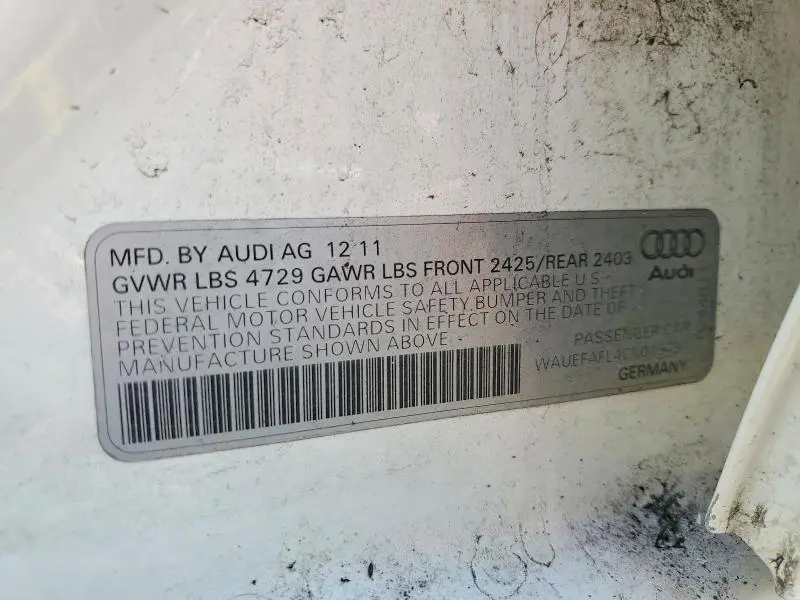 MFD. BY AUDI AG 12 11
GVWR LBS 4729 GAWR LBS FRONT 2425/REAR 2403
THIS VEHICLE CONFORMS TO ALL APPLICABLE U S
FEDERAL MOTOR VEHICLE SAFETY BUMPER AND THEFT
PREVENTION STANDARDS IN EFFECT ON THE DATE OF
MANUFACTURE SHOWN ABOVE.
Audi
PASSENGER CAR
GERMANY